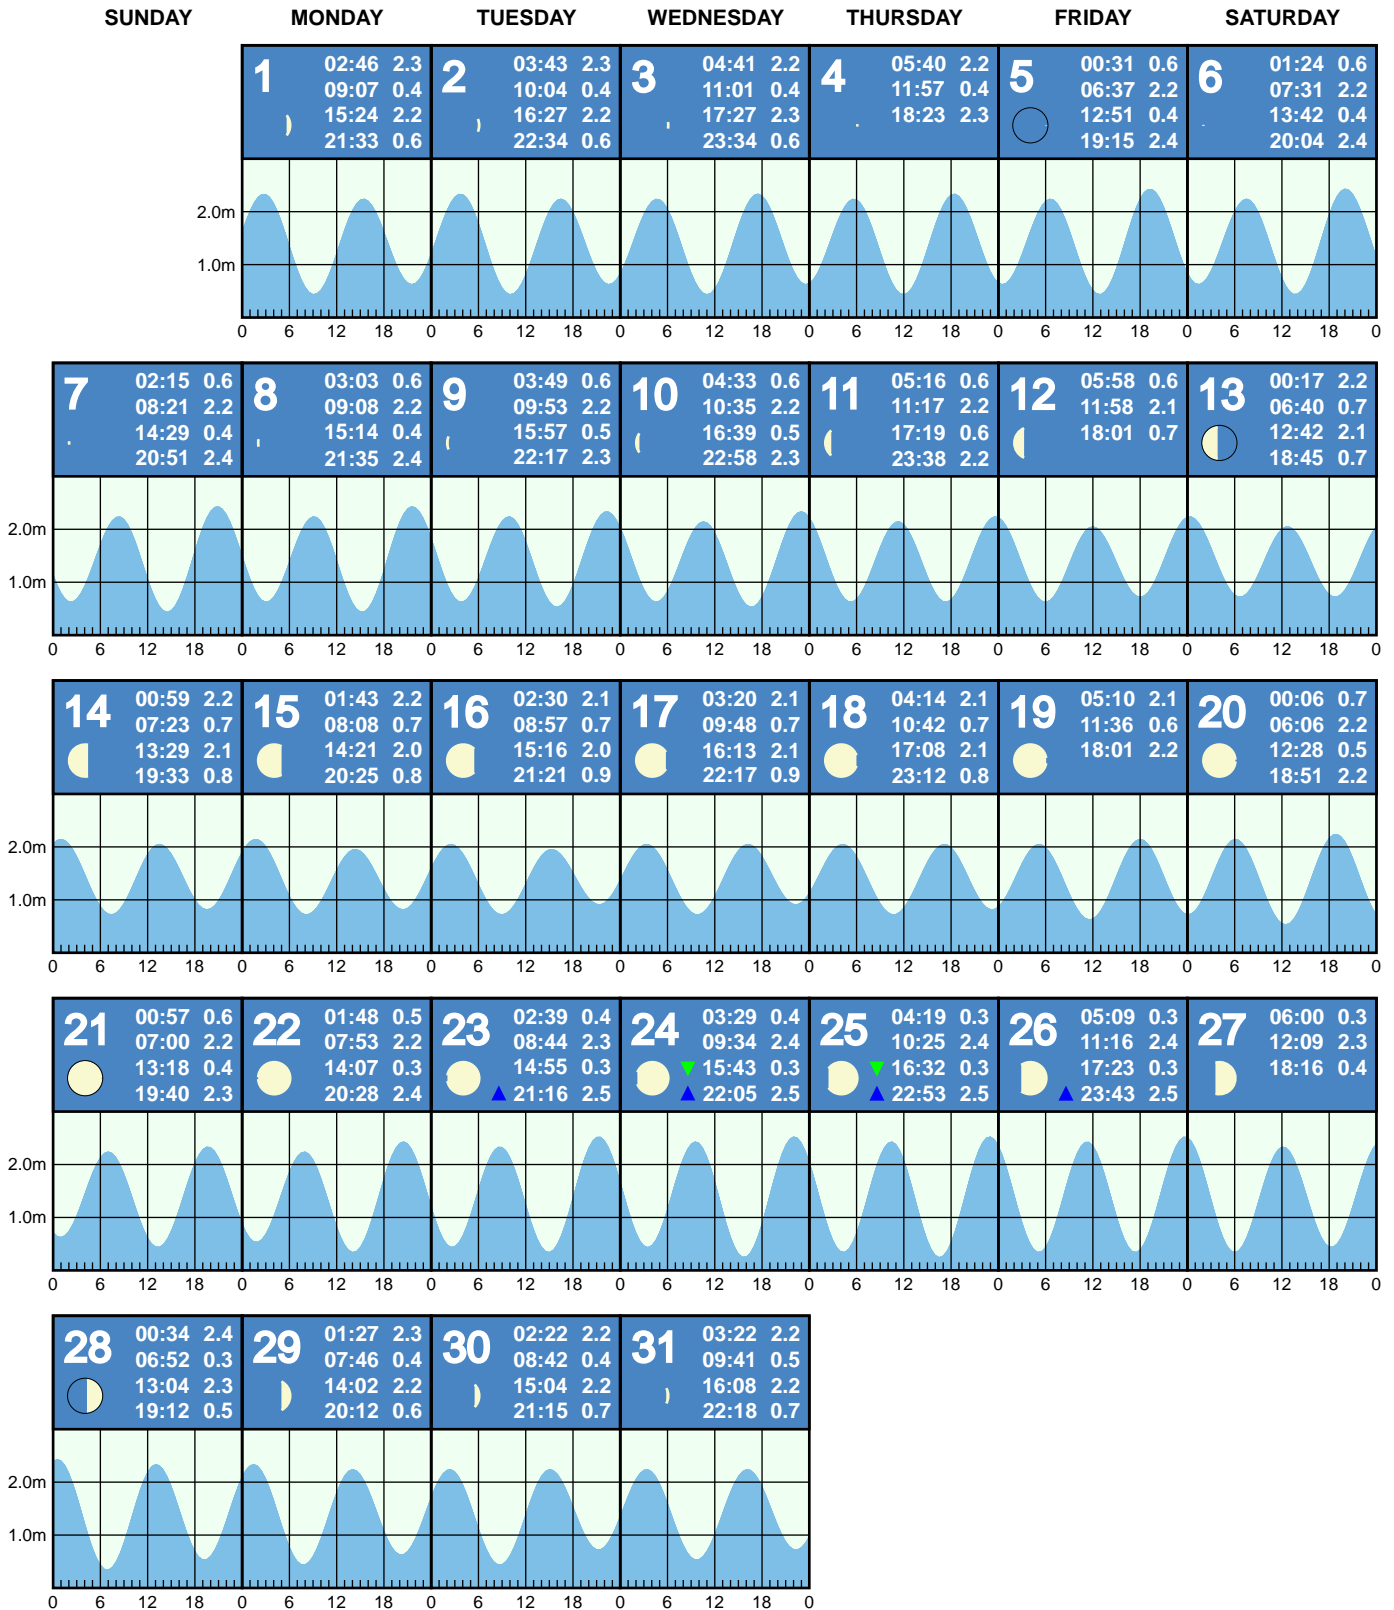 SUNDAY MONDAY TUESDAY WEDNESDAY THURSDAY FRIDAY SATURDAY
1 02:46 2.3
09:07 0.4
15:24 2.2
21:33 0.6
2 03:43 2.3
10:04 0.4
16:27 2.2
22:34 0.6
3 04:41 2.2
11:01 0.4
17:27 2.3
23:34 0.6
4 05:40 2.2
11:57 0.4
18:23 2.3
5 00:31 0.6
06:37 2.2
12:51 0.4
19:15 2.4
6 01:24 0.6
07:31 2.2
13:42 0.4
20:04 2.4
2.0m
1.0m
0 6 12 18 0 6 12 18 0 6 12 18 0 6 12 18 0 6 12 18 0 6 12 18 0
7 02:15 0.6
08:21 2.2
14:29 0.4
20:51 2.4
8 03:03 0.6
09:08 2.2
15:14 0.4
21:35 2.4
9 03:49 0.6
09:53 2.2
15:57 0.5
22:17 2.3
10 04:33 0.6
10:35 2.2
16:39 0.5
22:58 2.3
11 05:16 0.6
11:17 2.2
17:19 0.6
23:38 2.2
12 05:58 0.6
11:58 2.1
18:01 0.7
13 00:17 2.2
06:40 0.7
12:42 2.1
18:45 0.7
2.0m
1.0m
0 6 12 18 0 6 12 18 0 6 12 18 0 6 12 18 0 6 12 18 0 6 12 18 0 6 12 18 0
14 00:59 2.2
07:23 0.7
13:29 2.1
19:33 0.8
15 01:43 2.2
08:08 0.7
14:21 2.0
20:25 0.8
16 02:30 2.1
08:57 0.7
15:16 2.0
21:21 0.9
17 03:20 2.1
09:48 0.7
16:13 2.1
22:17 0.9
18 04:14 2.1
10:42 0.7
17:08 2.1
23:12 0.8
19 05:10 2.1
11:36 0.6
18:01 2.2
20 00:06 0.7
06:06 2.2
12:28 0.5
18:51 2.2
2.0m
1.0m
0 6 12 18 0 6 12 18 0 6 12 18 0 6 12 18 0 6 12 18 0 6 12 18 0 6 12 18 0
21 00:57 0.6
07:00 2.2
13:18 0.4
19:40 2.3
22 01:48 0.5
07:53 2.2
14:07 0.3
20:28 2.4
23 02:39 0.4
08:44 2.3
14:55 0.3
21:16 2.5
24 03:29 0.4
09:34 2.4
15:43 0.3
22:05 2.5
25 04:19 0.3
10:25 2.4
16:32 0.3
22:53 2.5
26 05:09 0.3
11:16 2.4
17:23 0.3
23:43 2.5
27 06:00 0.3
12:09 2.3
18:16 0.4
2.0m
1.0m
0 6 12 18 0 6 12 18 0 6 12 18 0 6 12 18 0 6 12 18 0 6 12 18 0 6 12 18 0
28 00:34 2.4
06:52 0.3
13:04 2.3
19:12 0.5
29 01:27 2.3
07:46 0.4
14:02 2.2
20:12 0.6
30 02:22 2.2
08:42 0.4
15:04 2.2
21:15 0.7
31 03:22 2.2
09:41 0.5
16:08 2.2
22:18 0.7
2.0m
1.0m
0 6 12 18 0 6 12 18 0 6 12 18 0 6 12 18 0